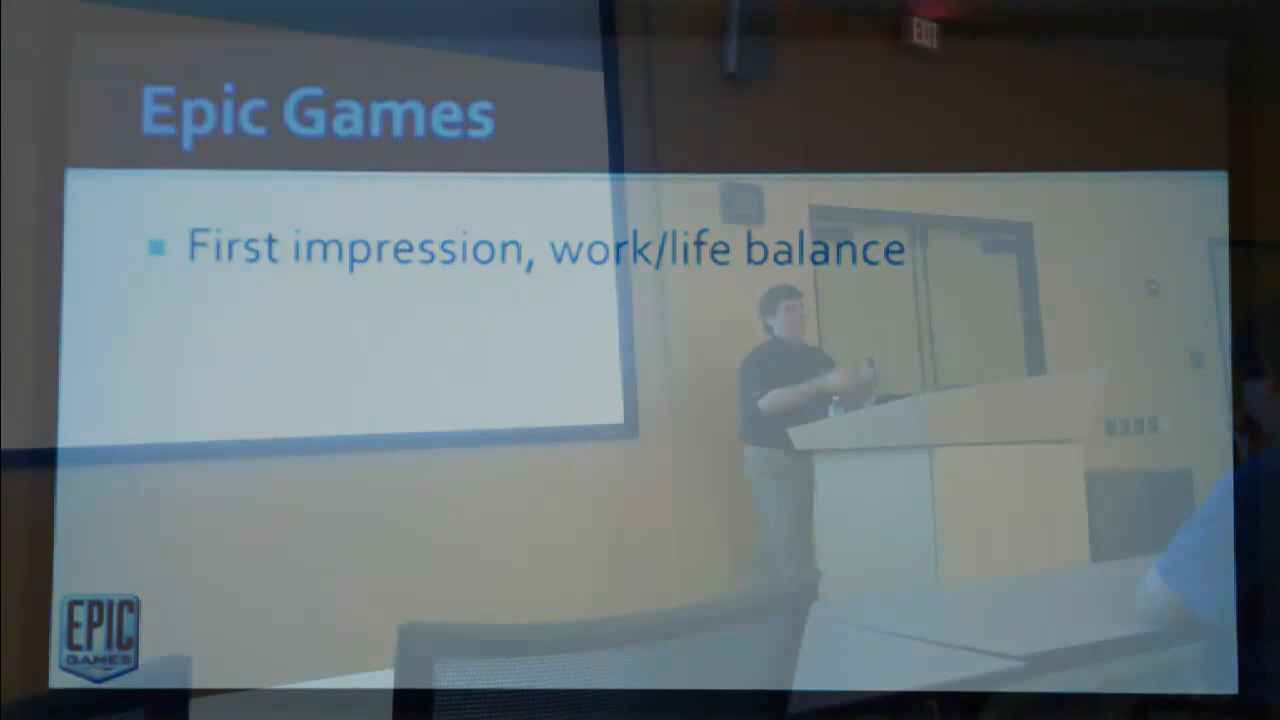 EXIT
Epic Games
First impression, work/life balance
EPIC
GAMES